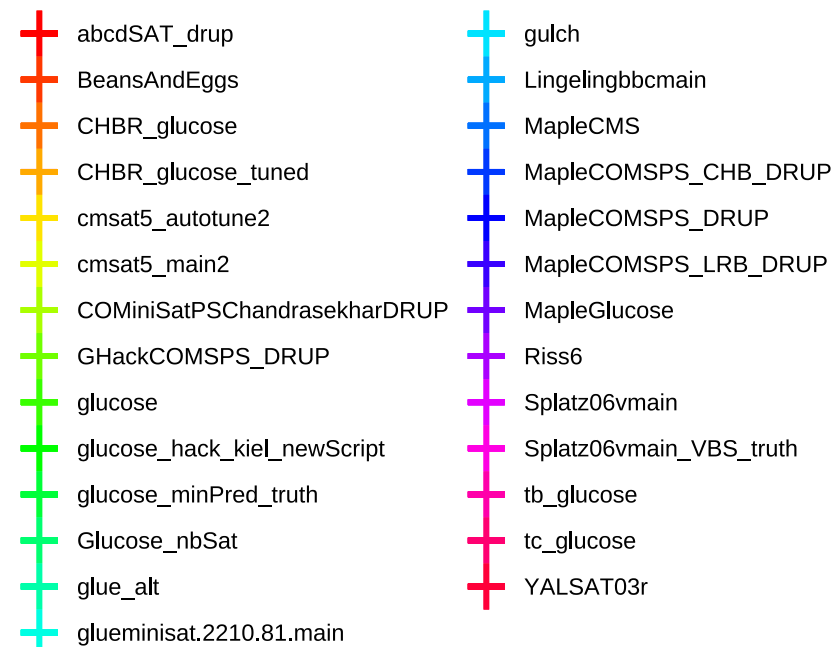 abcdSAT_drup
BeansAndEggs
CHBR_glucose
CHBR_glucose_tuned
cmsat5_autotune2
cmsat5_main2
COMiniSatPSChandrasekharDRUP
GHackCOMSPS_DRUP
glucose
glucose_hack_kiel_newScript
glucose_minPred_truth
Glucose_nbSat
glue_alt
glueminisat.2210.81.main
gulch
Lingelingbbcmain
MapleCMS
MapleCOMSPS_CHB_DRUP
MapleCOMSPS_DRUP
MapleCOMSPS_LRB_DRUP
MapleGlucose
Riss6
Splatz06vmain
Splatz06vmain_VBS_truth
tb_glucose
tc_glucose
YALSAT03r